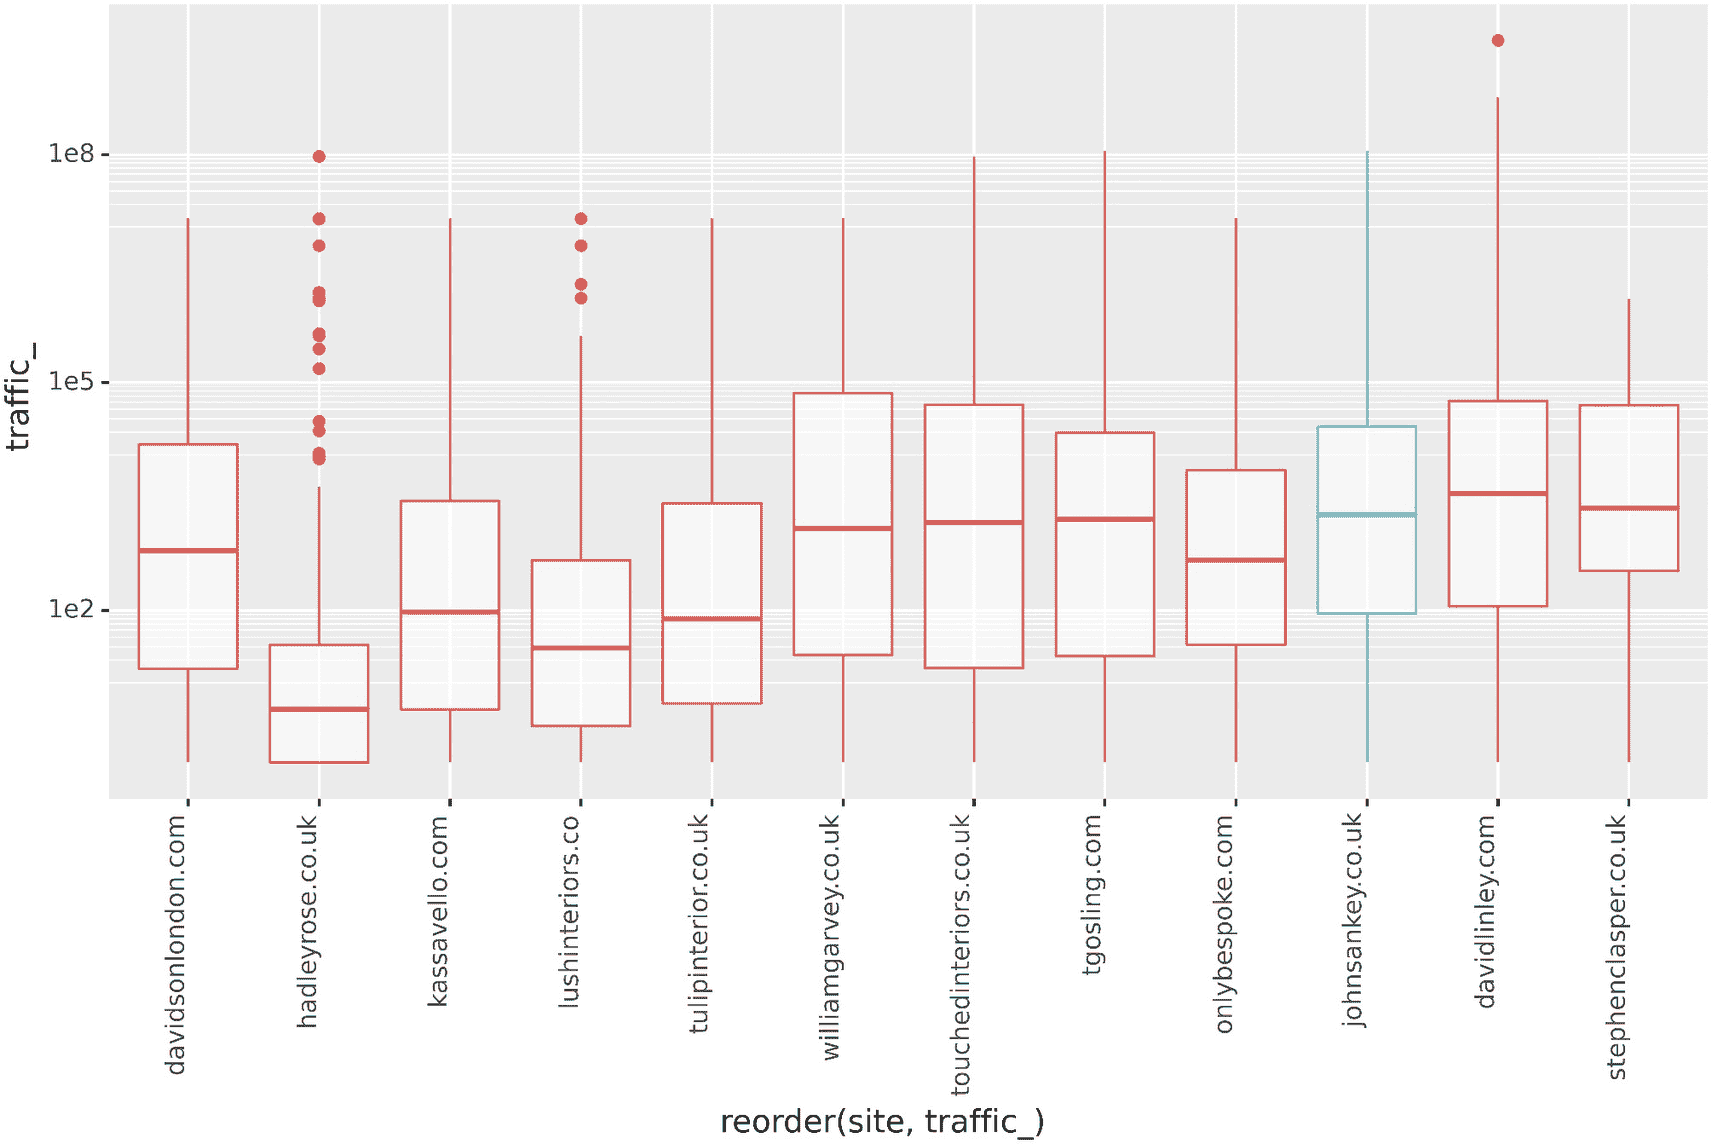 traffic_
1e8
1e5
1e2
davidsonlondon.com
hadleyrose.co.uk
kassavello.com
lushinteriors.co
tulipinterior.co.uk
williamgarvey.co.uk
touchedinteriors.co.uk
tgosling.com
onlybespoke.com
johnsankey.co.uk
davidlinley.com
stephenclasper.co.uk
reorder(site, traffic_)